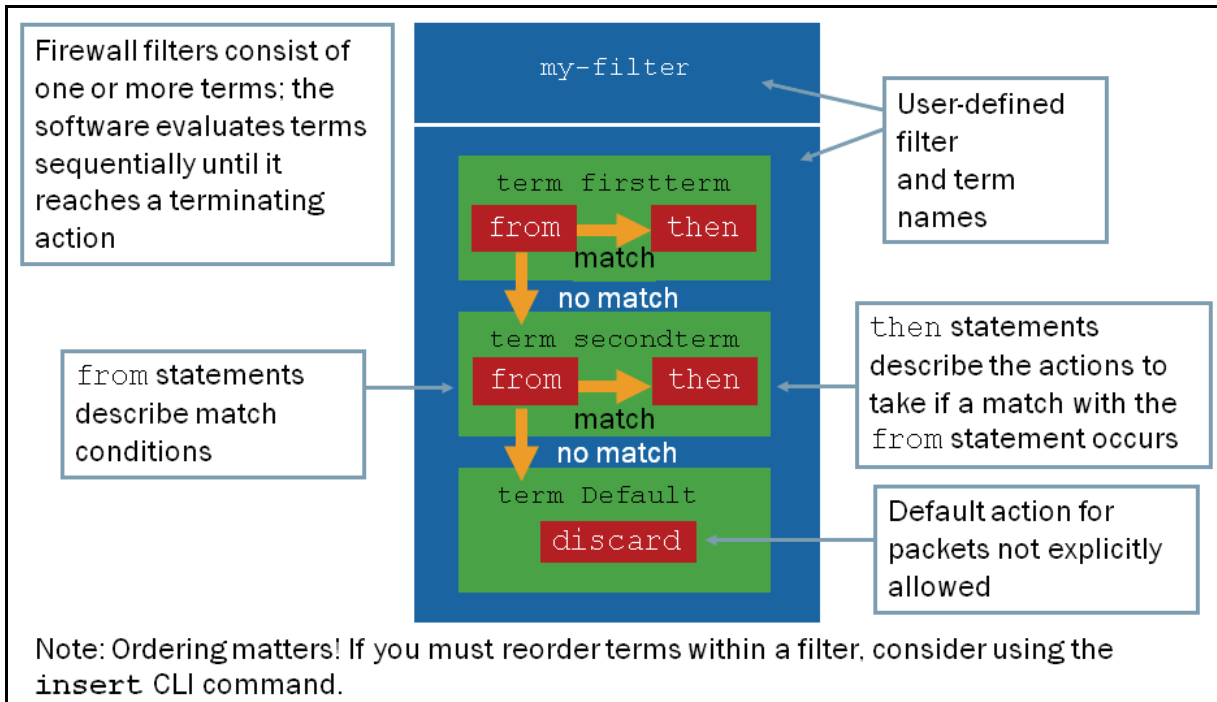 Firewall filters consist of
one or more terms; the
software evaluates terms
sequentially until it
reaches a terminating
action
my-filter
User-defined
filter
and term
names
term firstterm
from
then
match
no match
term secondterm
from
then
match
no match
from statements
describe match
conditions
then statements
describe the actions to
take if a match with the
from statement occurs
term Default
discard
Default action for
packets not explicitly
allowed
Note: Ordering matters! If you must reorder terms within a filter, consider using the
insert CLI command.